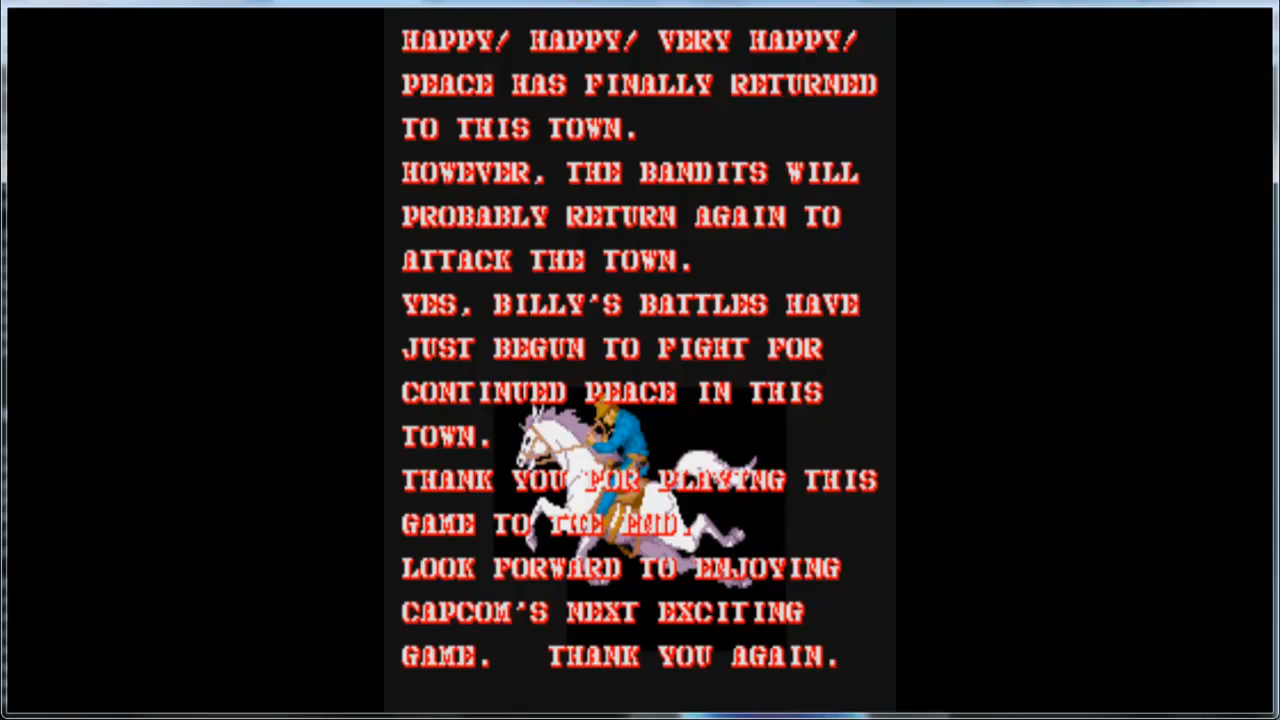 HAPPY/ HAPPY/ VERY HAPPY/
PEACE HAS FINALLY RETURNED
TO THIS TOWN.
HOWEVER, THE BANDITS WILL
PROBABLY RETURN AGAIN TO
ATTACK THE TOWN.
YES, BILLY'S BATTLES HAVE
JUST BEGUN TO FIGHT FOR
CONTINUED PEACE IN THIS
TOWN.
THANK YOU FOR PLAYING THIS
GAME TO THE END.
LOOK FORWARD TO ENJOYING
CAPCOM'S NEXT EXCITING
GAME. THANK YOU AGAIN.